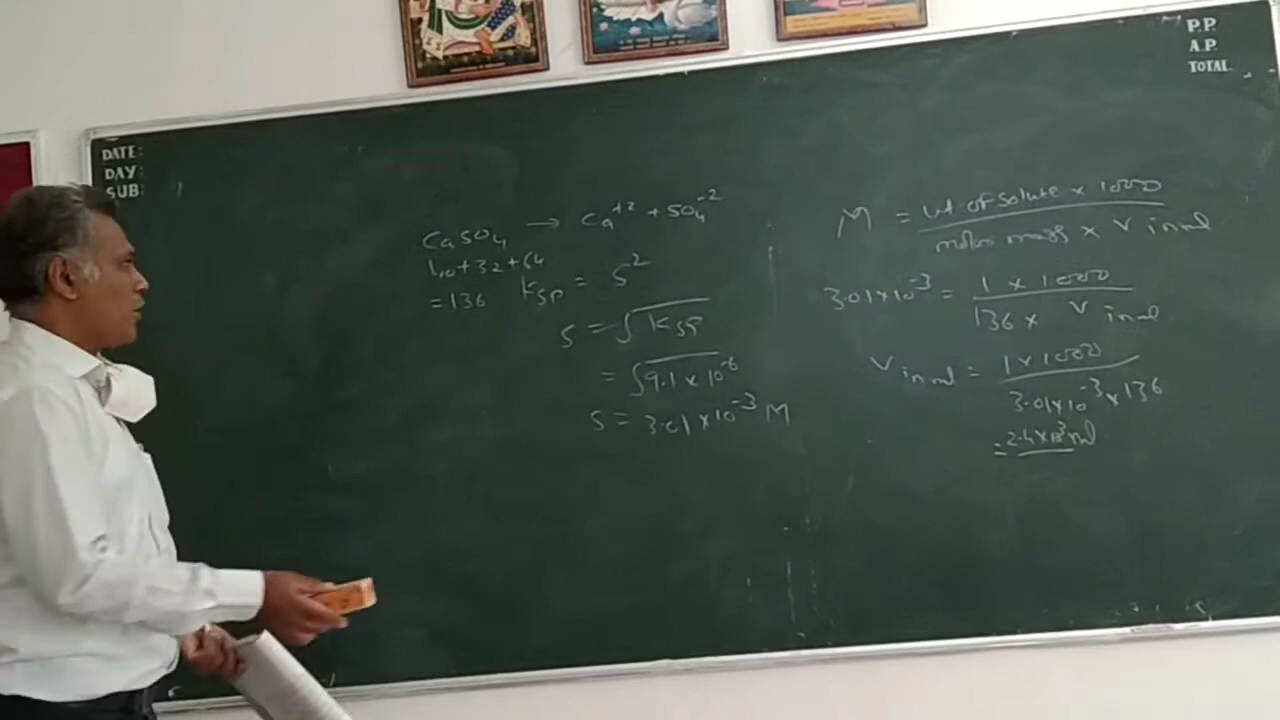 P.P.
A.P.
TOTAL
DATE:
DAY:
SUB:
CaSO₄ → Ca⁺² + SO₄⁻²
40+32+64
=136
Ksp = S²
S = √Ksp
= √9.1 × 10⁻⁶
S = 3.01 × 10⁻³ M
M = wt of solute × 1000 / molar mass × V in ml
3.01×10⁻³ = 1 × 1000 / 136 × V in ml
V in ml = 1 × 1000 / 3.01×10⁻³ × 136
= 2.4×10³ ml